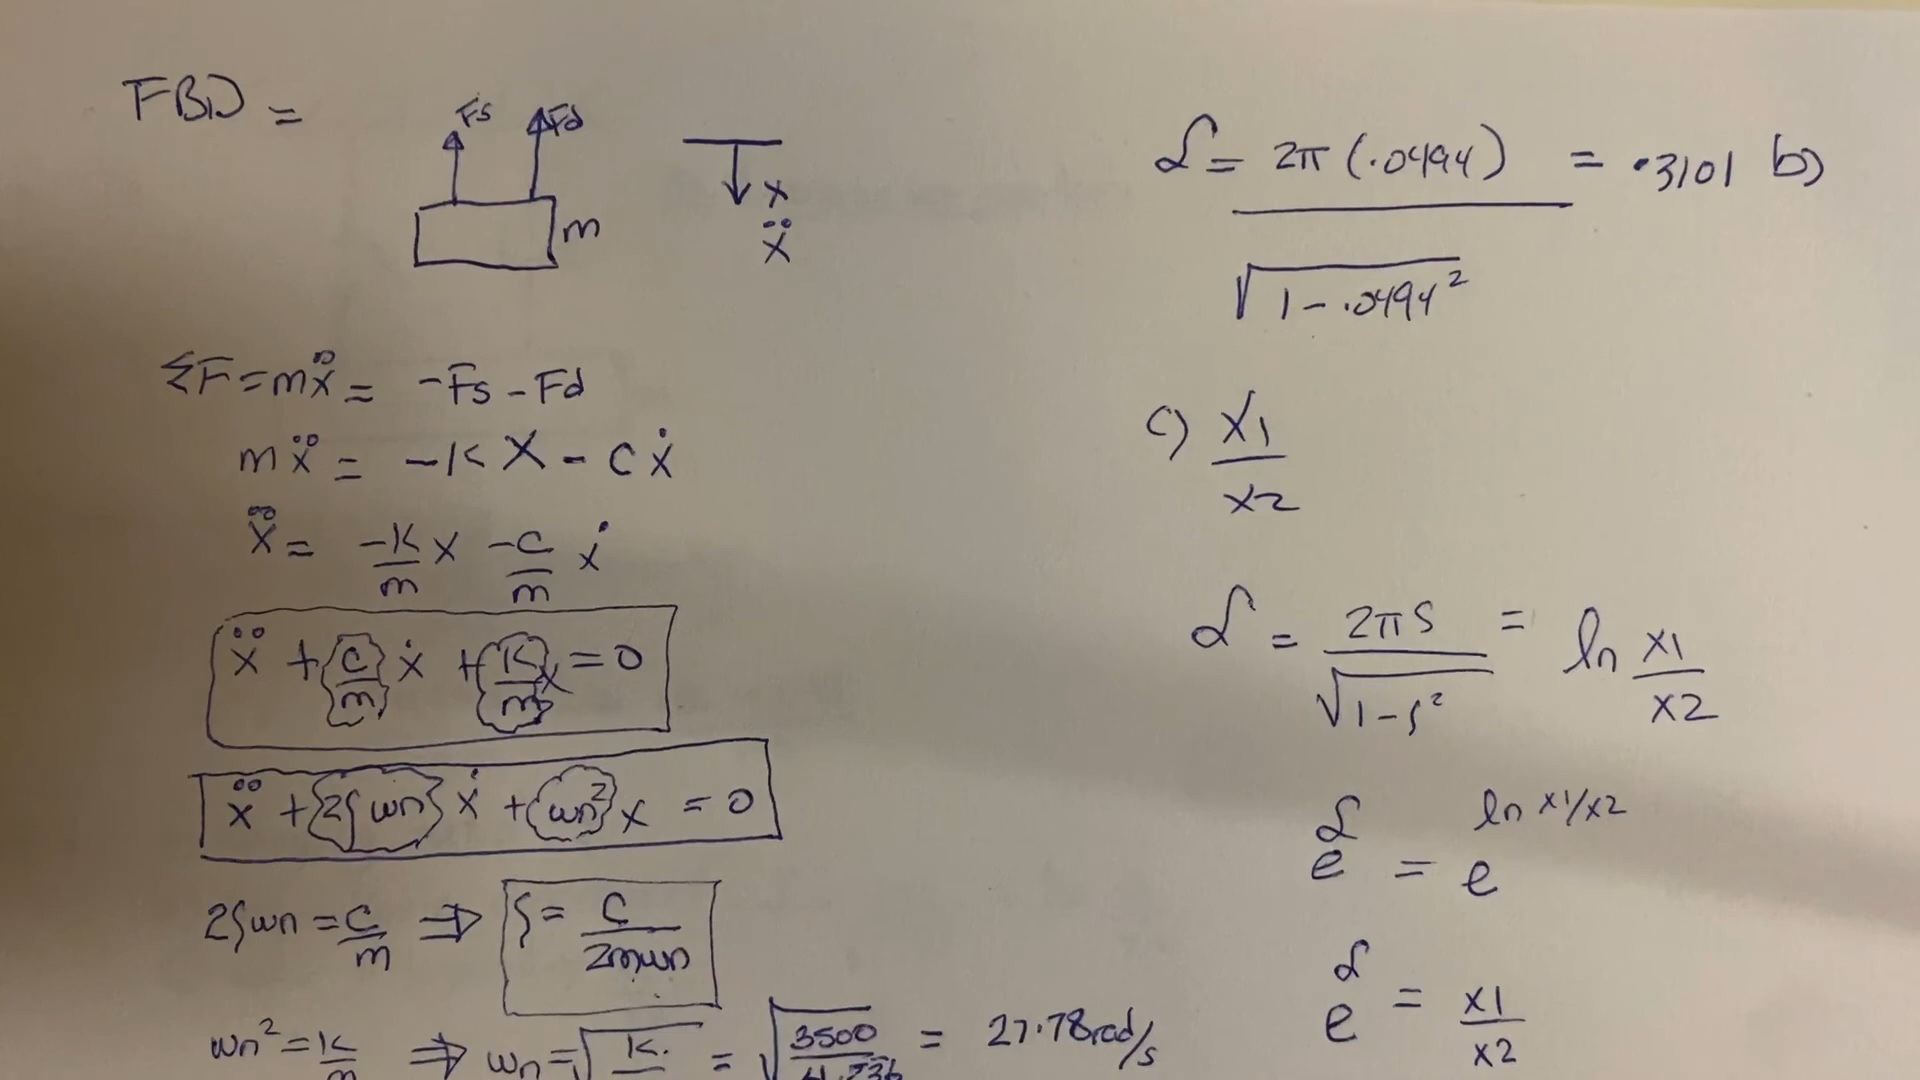 FBD =
Fs Fd
m
x
ẍ
ΣF = mẍ = -Fs - Fd
mẍ = -kx - cẋ
ẍ = -k/m x -c/m ẋ
ẍ + c/m ẋ + k/m x = 0
ẍ + 2ζωn ẋ + ωn² x = 0
2ζωn = c/m ⇒ ζ = c/2mωn
ωn² = k/m ⇒ ωn = √k = √3500 = 27.78 rad/s
δ = 2π(.0494) / √1-.0494² = .3101 b)
c) x1/x2
δ = 2πζ/√1-ζ² = ln x1/x2
e^δ = e^ln x1/x2
e^δ = x1/x2